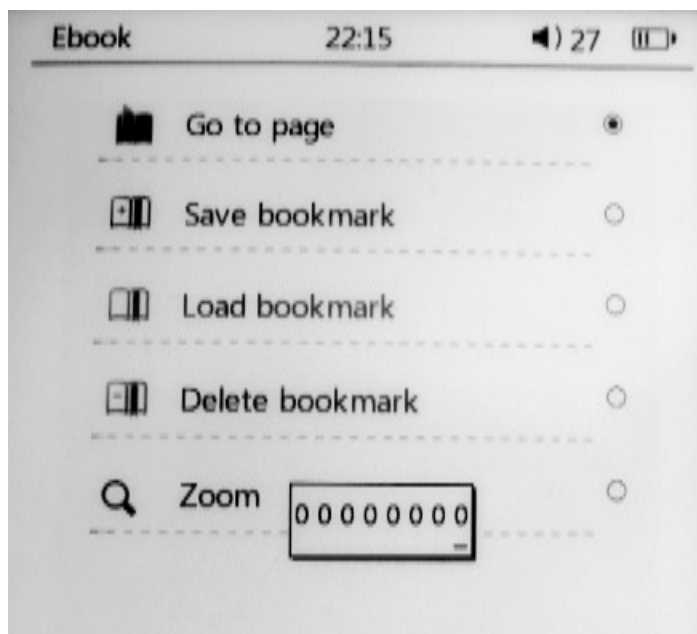 Ebook 22:15 27
Go to page
Save bookmark
Load bookmark
Delete bookmark
Zoom
00000000